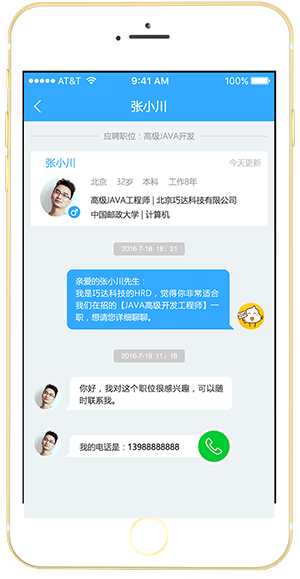 AT&T 9:41 AM 100%
张小川
应聘职位：高级JAVA开发
张小川 今天更新
北京 32岁 本科 工作8年
高级JAVA工程师 | 北京巧达科技有限公司
中国邮政大学 | 计算机
2016-7-18 18：21
亲爱的张小川先生：
我是巧达科技的HRD，觉得你非常适合
我们在招的【JAVA高级开发工程师】一
职，想请您详细聊聊。
2016-7-19 11：18
你好，我对这个职位很感兴趣，可以随
时联系我。
我的电话是：13988888888